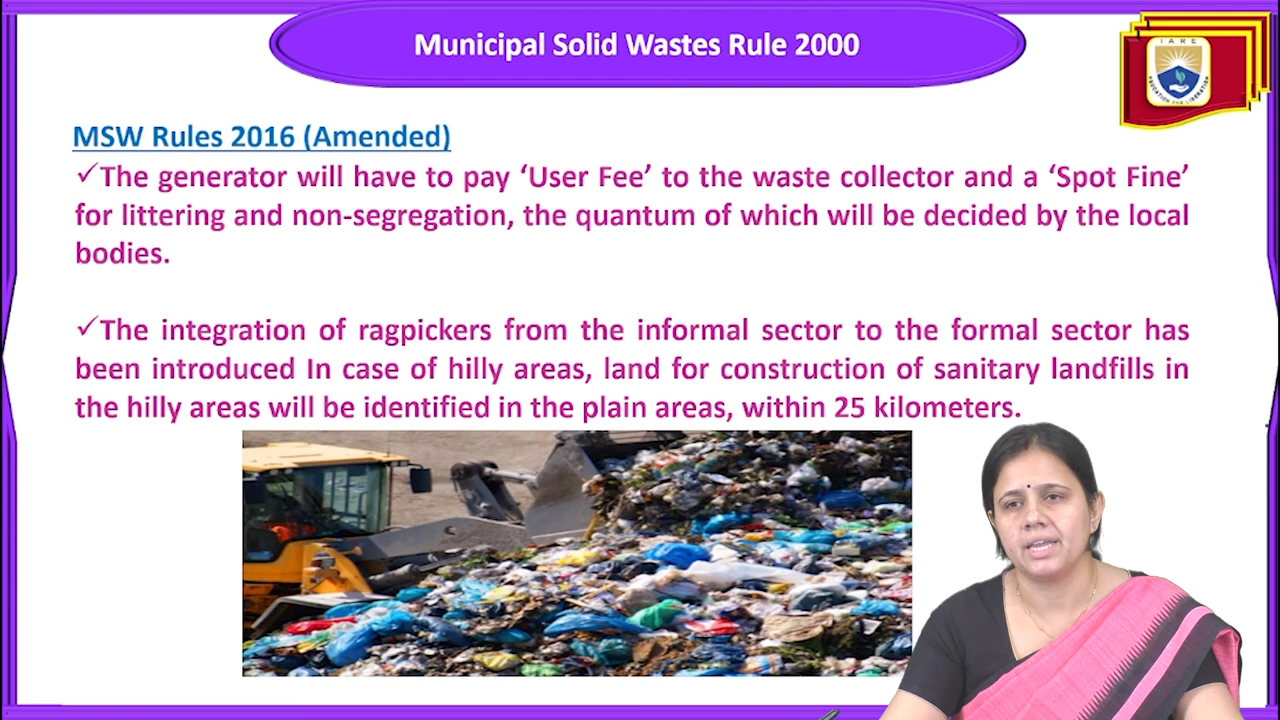 Municipal Solid Wastes Rule 2000
IARE
EDUCATION FOR LIBERATION
MSW Rules 2016 (Amended)
✓The generator will have to pay ‘User Fee’ to the waste collector and a ‘Spot Fine’
for littering and non-segregation, the quantum of which will be decided by the local
bodies.
✓The integration of ragpickers from the informal sector to the formal sector has
been introduced In case of hilly areas, land for construction of sanitary landfills in
the hilly areas will be identified in the plain areas, within 25 kilometers.